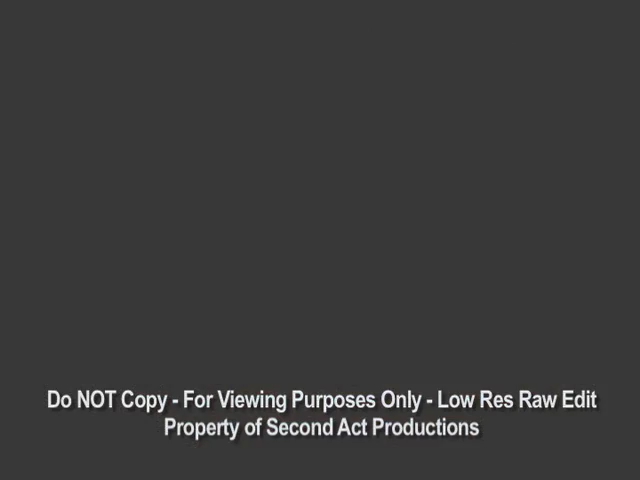 Do NOT Copy - For Viewing Purposes Only - Low Res Raw Edit
Property of Second Act Productions